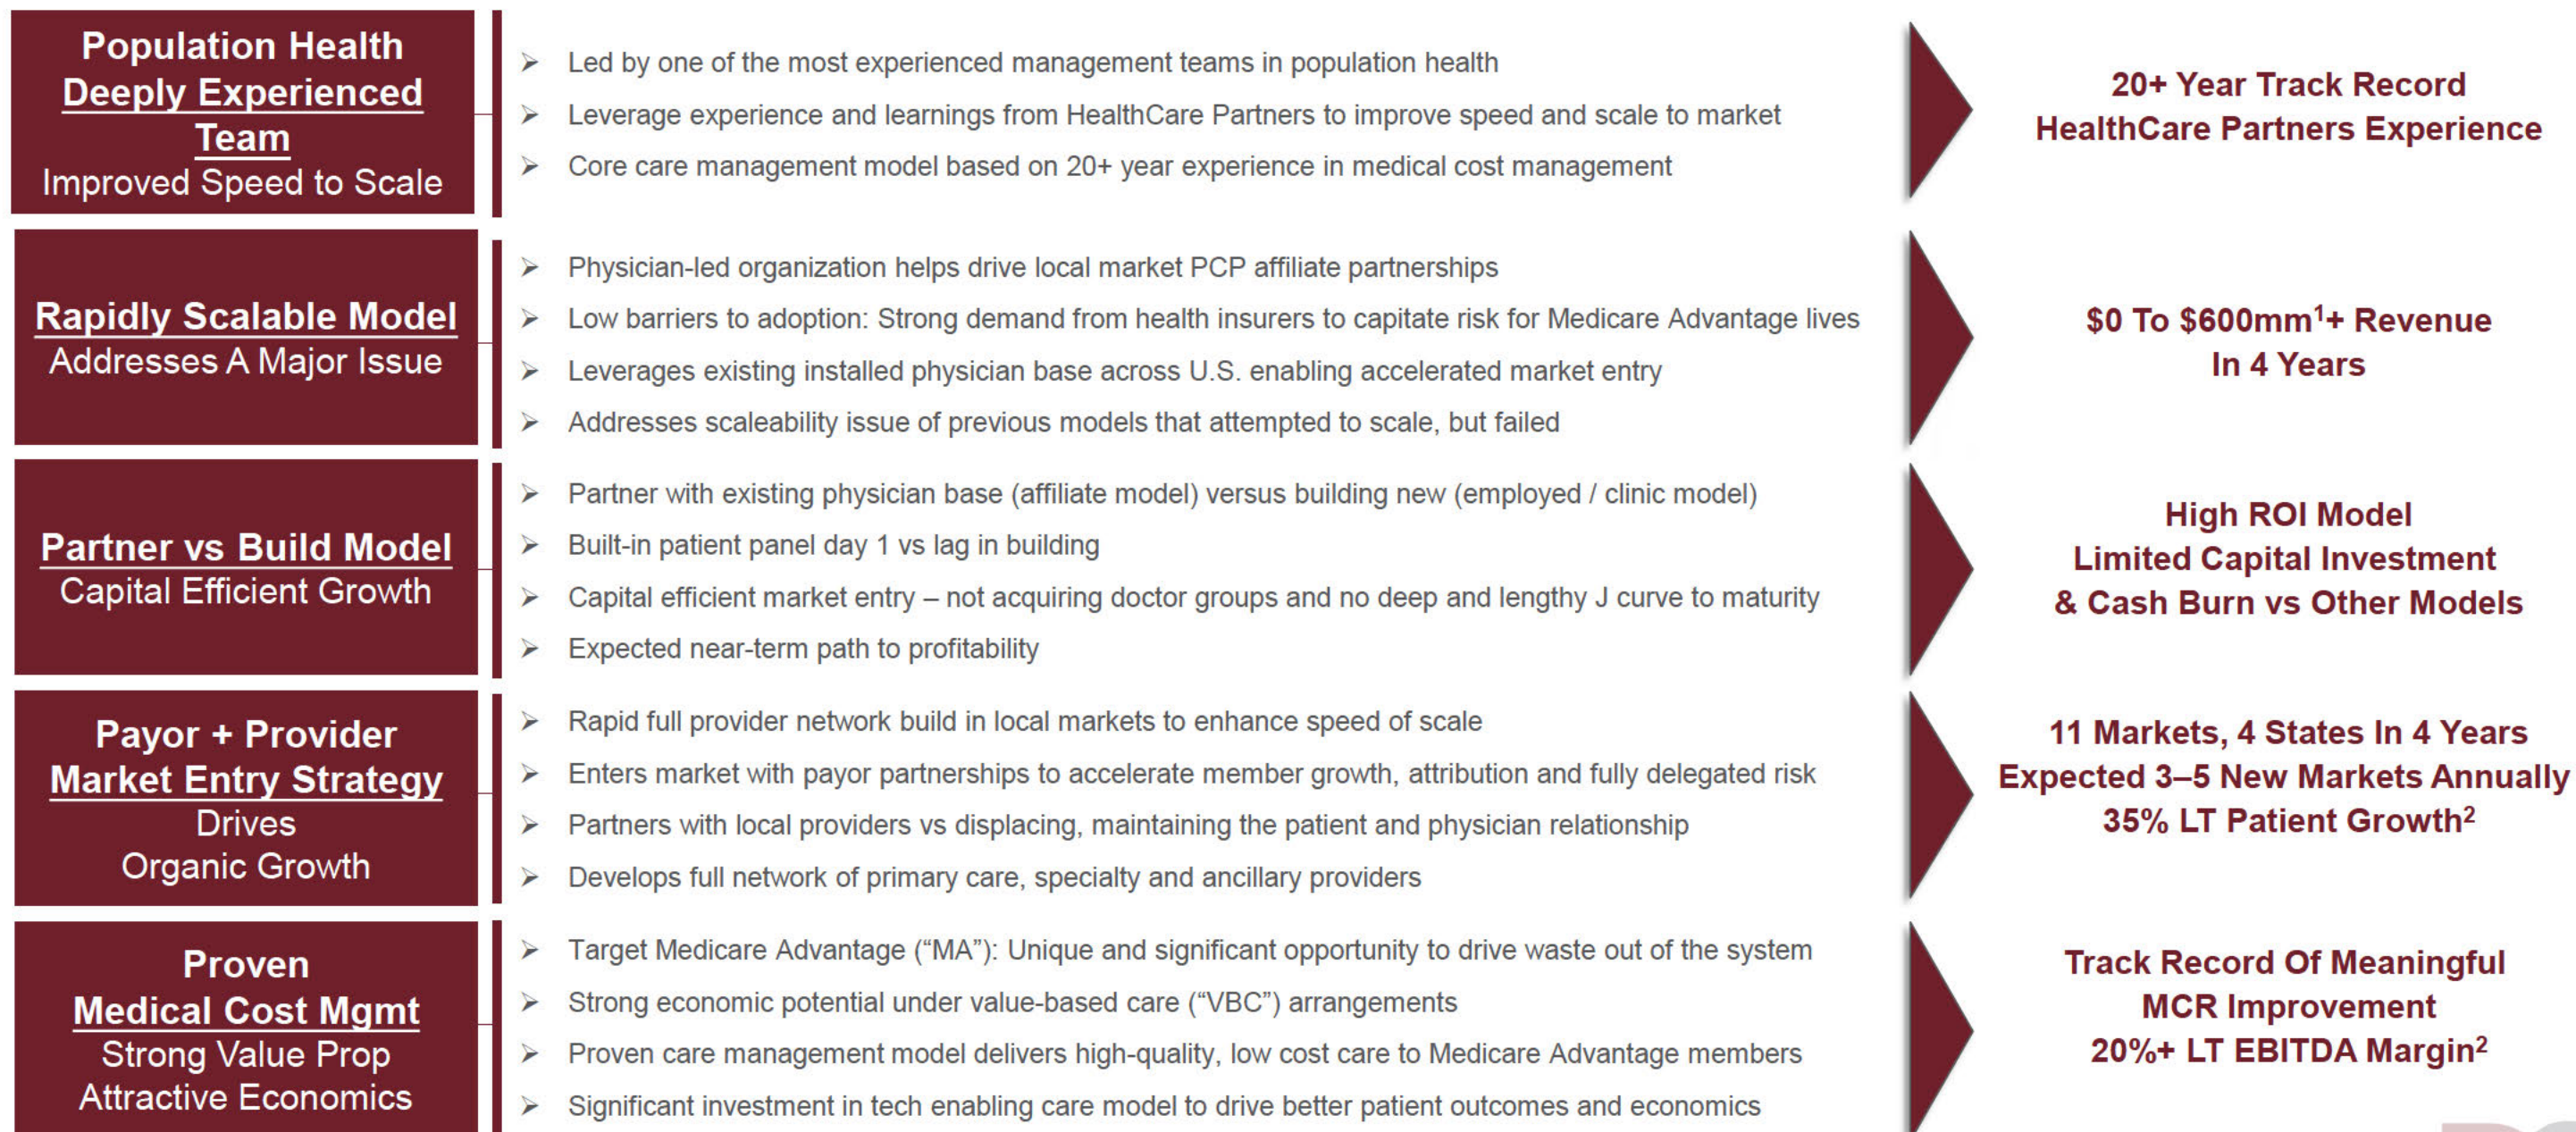 Population Health
Deeply Experienced
Team
Improved Speed to Scale
➢ Led by one of the most experienced management teams in population health
➢ Leverage experience and learnings from HealthCare Partners to improve speed and scale to market
➢ Core care management model based on 20+ year experience in medical cost management
20+ Year Track Record
HealthCare Partners Experience
Rapidly Scalable Model
Addresses A Major Issue
➢ Physician-led organization helps drive local market PCP affiliate partnerships
➢ Low barriers to adoption: Strong demand from health insurers to capitate risk for Medicare Advantage lives
➢ Leverages existing installed physician base across U.S. enabling accelerated market entry
➢ Addresses scaleability issue of previous models that attempted to scale, but failed
$0 To $600mm¹+ Revenue
In 4 Years
Partner vs Build Model
Capital Efficient Growth
➢ Partner with existing physician base (affiliate model) versus building new (employed / clinic model)
➢ Built-in patient panel day 1 vs lag in building
➢ Capital efficient market entry – not acquiring doctor groups and no deep and lengthy J curve to maturity
➢ Expected near-term path to profitability
High ROI Model
Limited Capital Investment
& Cash Burn vs Other Models
Payor + Provider
Market Entry Strategy
Drives
Organic Growth
➢ Rapid full provider network build in local markets to enhance speed of scale
➢ Enters market with payor partnerships to accelerate member growth, attribution and fully delegated risk
➢ Partners with local providers vs displacing, maintaining the patient and physician relationship
➢ Develops full network of primary care, specialty and ancillary providers
11 Markets, 4 States In 4 Years
Expected 3–5 New Markets Annually
35% LT Patient Growth²
Proven
Medical Cost Mgmt
Strong Value Prop
Attractive Economics
➢ Target Medicare Advantage (“MA”): Unique and significant opportunity to drive waste out of the system
➢ Strong economic potential under value-based care (“VBC”) arrangements
➢ Proven care management model delivers high-quality, low cost care to Medicare Advantage members
➢ Significant investment in tech enabling care model to drive better patient outcomes and economics
Track Record Of Meaningful
MCR Improvement
20%+ LT EBITDA Margin²